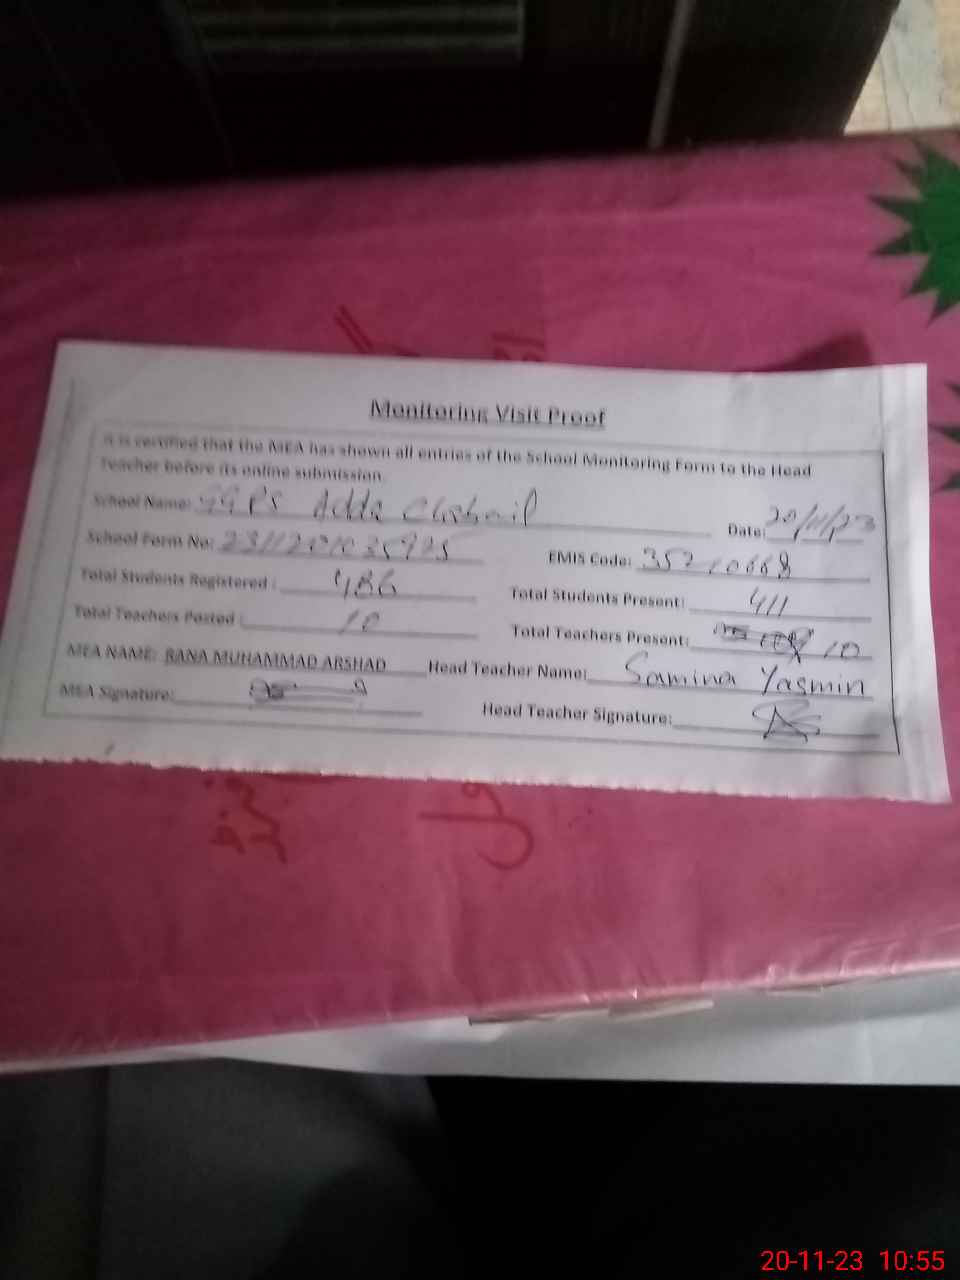 Monitoring Visit Proof
It is certified that the MEA has shown all entries of the School Monitoring Form to the Head
Teacher before its online submission.
School Name: GGPS Adda Date: 20/11/23
School Form No: EMIS Code: 35210668
Total Students Registered : 486 Total Students Present: 411
Total Teachers Posted : 10 Total Teachers Present: 10
MEA NAME: RANA MUHAMMAD ARSHAD Head Teacher Name: Samina Yasmin
MEA Signature: Head Teacher Signature:
20-11-23 10:55